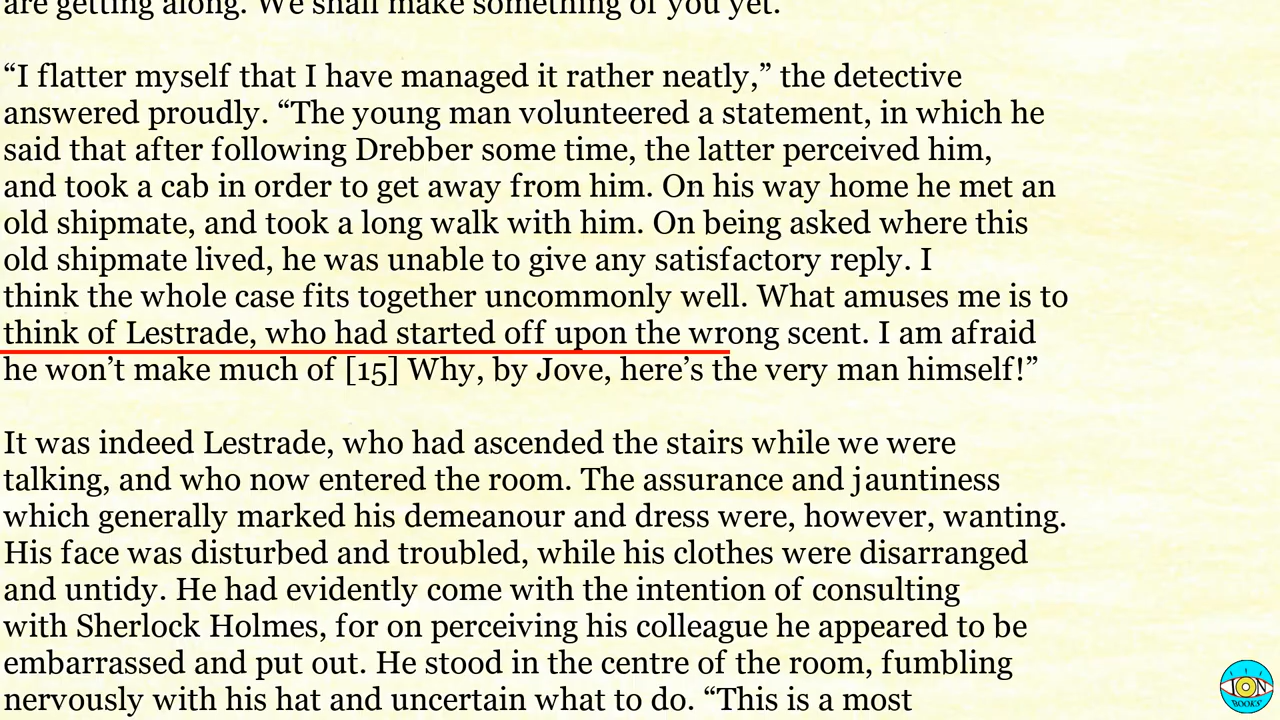 are getting along. We shall make something of you yet.
“I flatter myself that I have managed it rather neatly,” the detective
answered proudly. “The young man volunteered a statement, in which he
said that after following Drebber some time, the latter perceived him,
and took a cab in order to get away from him. On his way home he met an
old shipmate, and took a long walk with him. On being asked where this
old shipmate lived, he was unable to give any satisfactory reply. I
think the whole case fits together uncommonly well. What amuses me is to
think of Lestrade, who had started off upon the wrong scent. I am afraid
he won’t make much of [15] Why, by Jove, here’s the very man himself!”
It was indeed Lestrade, who had ascended the stairs while we were
talking, and who now entered the room. The assurance and jauntiness
which generally marked his demeanour and dress were, however, wanting.
His face was disturbed and troubled, while his clothes were disarranged
and untidy. He had evidently come with the intention of consulting
with Sherlock Holmes, for on perceiving his colleague he appeared to be
embarrassed and put out. He stood in the centre of the room, fumbling
nervously with his hat and uncertain what to do. “This is a most
ION
BOOKS